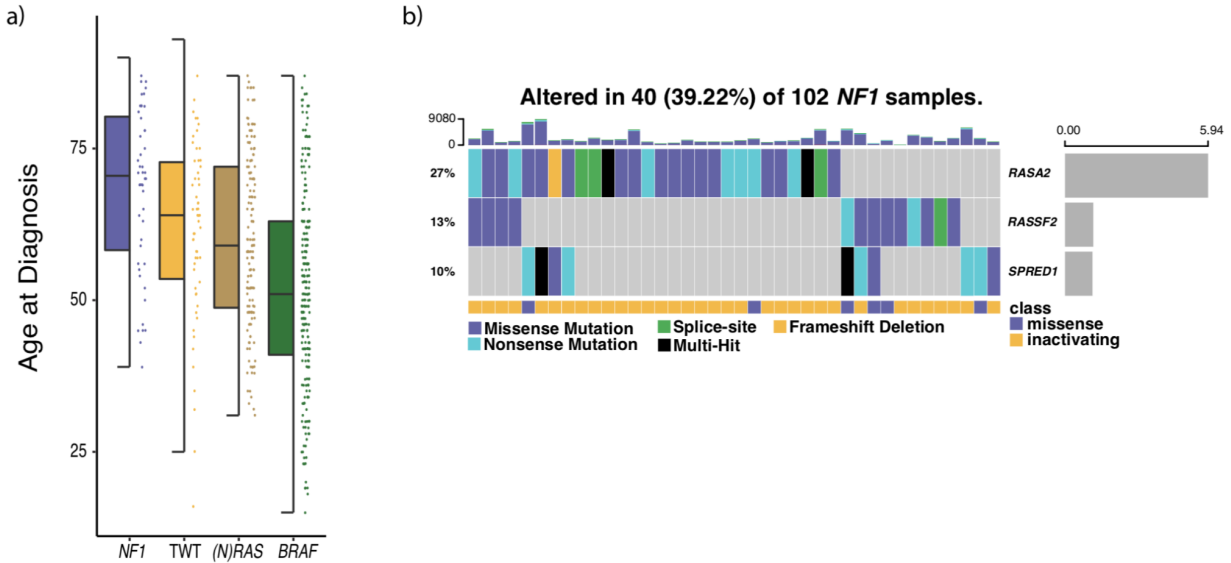 a)
Age at Diagnosis
75
50
25
NF1
TWT
(N)RAS
BRAF
b)
Altered in 40 (39.22%) of 102 NF1 samples.
9080
0
0.00
5.94
27%
RASA2
13%
RASSF2
10%
SPRED1
class
Missense Mutation
Splice-site
Frameshift Deletion
missense
Nonsense Mutation
Multi-Hit
inactivating